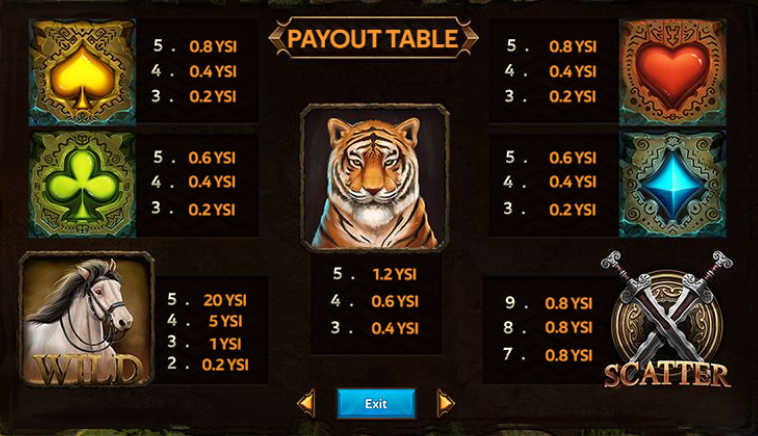 PAYOUT TABLE
5 . 0.8 YSI
4 . 0.4 YSI
3 . 0.2 YSI
5 . 0.8 YSI
4 . 0.4 YSI
3 . 0.2 YSI
5 . 0.6 YSI
4 . 0.4 YSI
3 . 0.2 YSI
5 . 0.6 YSI
4 . 0.4 YSI
3 . 0.2 YSI
WILD
5 . 20 YSI
4 . 5 YSI
3 . 1 YSI
2 . 0.2 YSI
5 . 1.2 YSI
4 . 0.6 YSI
3 . 0.4 YSI
9 . 0.8 YSI
8 . 0.8 YSI
7 . 0.8 YSI
SCATTER
Exit